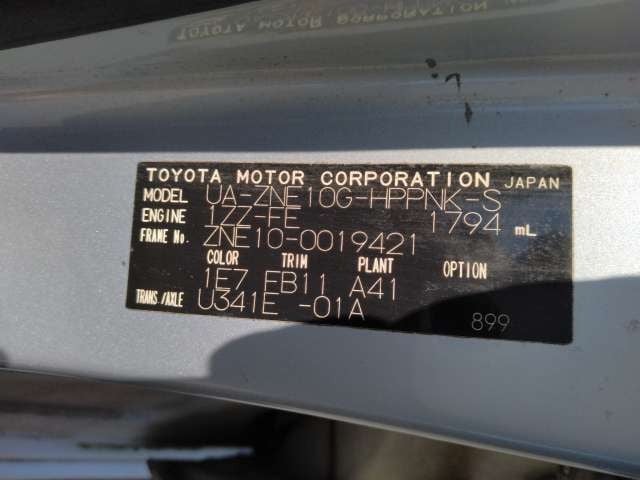 TOYOTA MOTOR CORPORATION JAPAN
MODEL UA-ZNE10G-HPPNK-S
ENGINE 1ZZ-FE 1794 mL
FRAME No. ZNE10-0019421
COLOR TRIM PLANT OPTION
1E7 EB11 A41
TRANS./AXLE U341E -01A
899